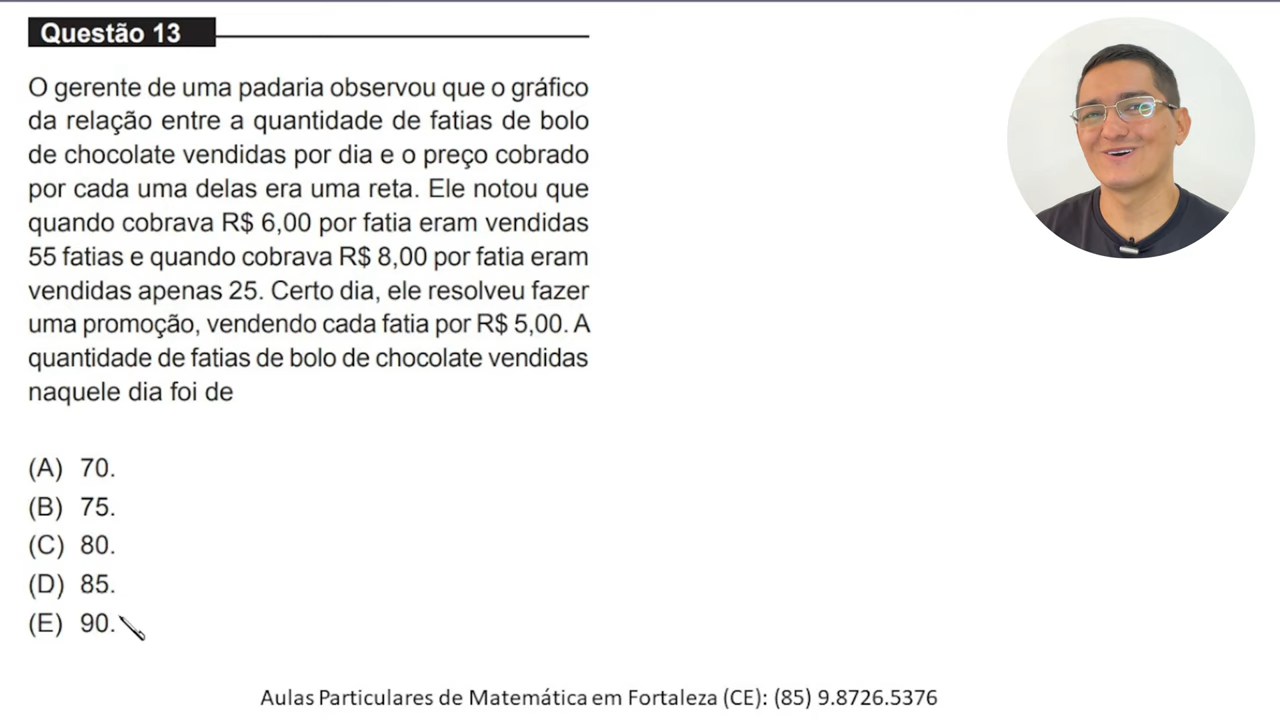 Questão 13
O gerente de uma padaria observou que o gráfico
da relação entre a quantidade de fatias de bolo
de chocolate vendidas por dia e o preço cobrado
por cada uma delas era uma reta. Ele notou que
quando cobrava R$ 6,00 por fatia eram vendidas
55 fatias e quando cobrava R$ 8,00 por fatia eram
vendidas apenas 25. Certo dia, ele resolveu fazer
uma promoção, vendendo cada fatia por R$ 5,00. A
quantidade de fatias de bolo de chocolate vendidas
naquele dia foi de
(A) 70.
(B) 75.
(C) 80.
(D) 85.
(E) 90.
Aulas Particulares de Matemática em Fortaleza (CE): (85) 9.8726.5376